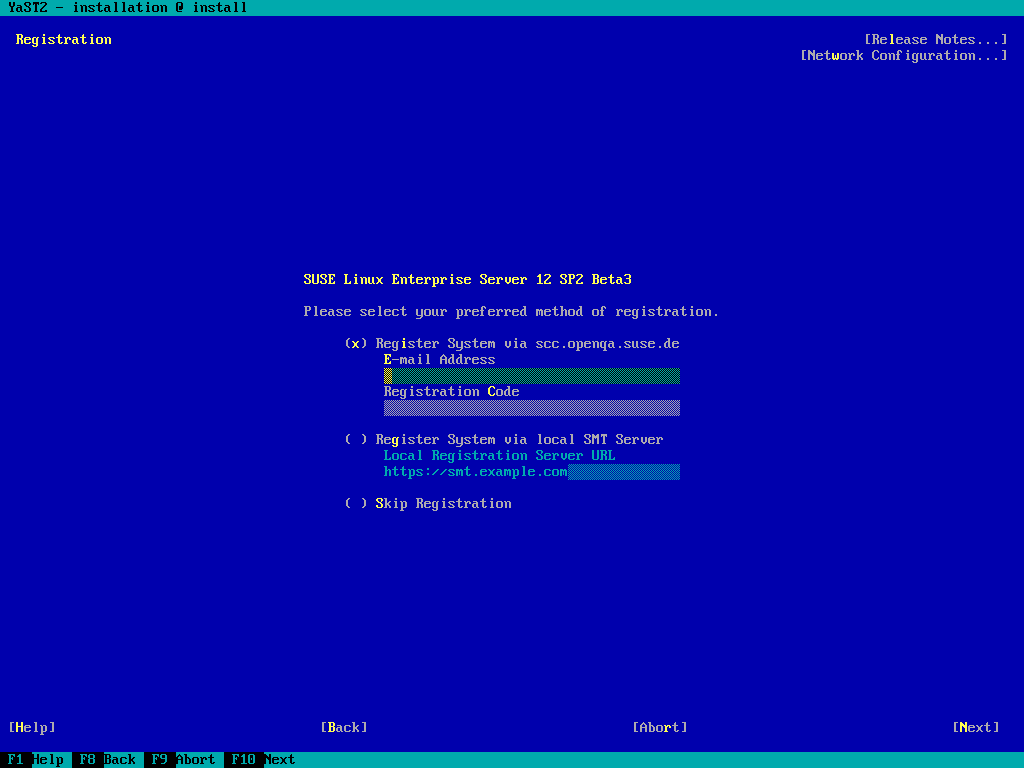 YaST2 - installation @ install
Registration
[Release Notes...]
[Network Configuration...]
SUSE Linux Enterprise Server 12 SP2 Beta3
Please select your preferred method of registration.
(x) Register System via scc.openqa.suse.de
E-mail Address
Registration Code
( ) Register System via local SMT Server
Local Registration Server URL
https://smt.example.com
( ) Skip Registration
[Help] [Back] [Abort] [Next]
F1 Help F8 Back F9 Abort F10 Next